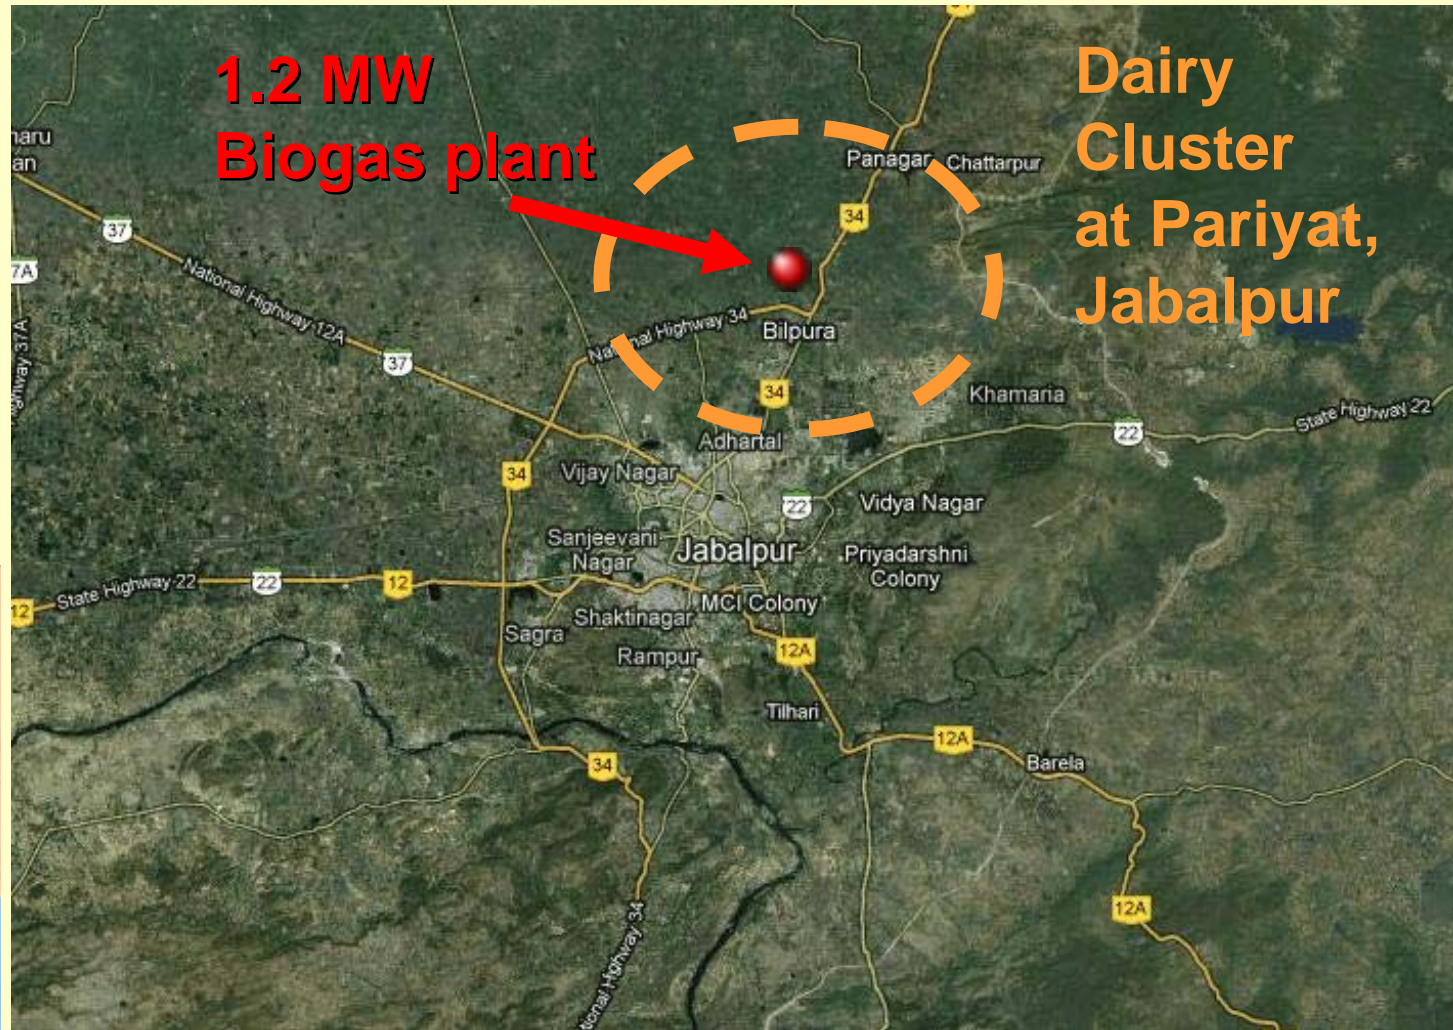 1.2 MW
Biogas plant
Dairy
Cluster
at Pariyat,
Jabalpur
Panagar
Chattarpur
34
37
7A
National Highway 12A
National Highway 34
Bilpura
37
34
Khamaria
State Highway 22
22
Adhartal
34
Vijay Nagar
22
Vidya Nagar
Sanjeevani
Nagar
Jabalpur
Priyadarshni
Colony
State Highway 22
22
12
12
MCI Colony
Shaktinagar
Sagra
Rampur
12A
Tilhari
12A
34
Barela
12A
National Highway 34